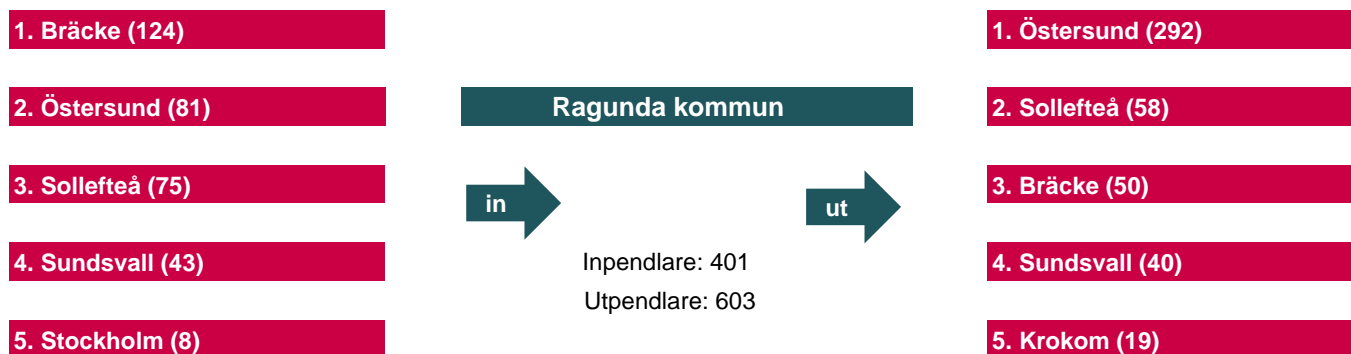 1. Bräcke (124)
2. Östersund (81)
3. Sollefteå (75)
4. Sundsvall (43)
5. Stockholm (8)
Ragunda kommun
in
ut
Inpendlare: 401
Utpendlare: 603
1. Östersund (292)
2. Sollefteå (58)
3. Bräcke (50)
4. Sundsvall (40)
5. Krokom (19)